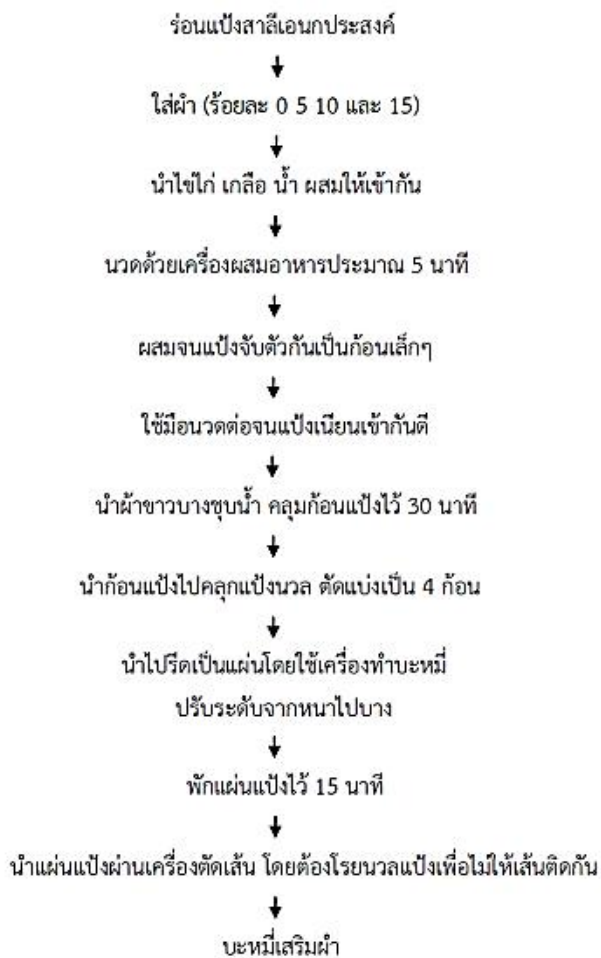 ร่อนแป้งสาลีเอนกประสงค์
ใส่ผำ (ร้อยละ 0 5 10 และ 15)
นำไข่ไก่ เกลือ น้ำ ผสมให้เข้ากัน
นวดด้วยเครื่องผสมอาหารประมาณ 5 นาที
ผสมจนแป้งจับตัวกันเป็นก้อนเล็กๆ
ใช้มือนวดต่อจนแป้งเนียนเข้ากันดี
นำผ้าขาวบางชุบน้ำ คลุมก้อนแป้งไว้ 30 นาที
นำก้อนแป้งไปคลุกแป้งนวล ตัดแบ่งเป็น 4 ก้อน
นำไปรีดเป็นแผ่นโดยใช้เครื่องทำบะหมี่
ปรับระดับจากหนาไปบาง
พักแผ่นแป้งไว้ 15 นาที
นำแผ่นแป้งผ่านเครื่องตัดเส้น โดยต้องโรยนวลแป้งเพื่อไม่ให้เส้นติดกัน
บะหมี่เสริมผำ